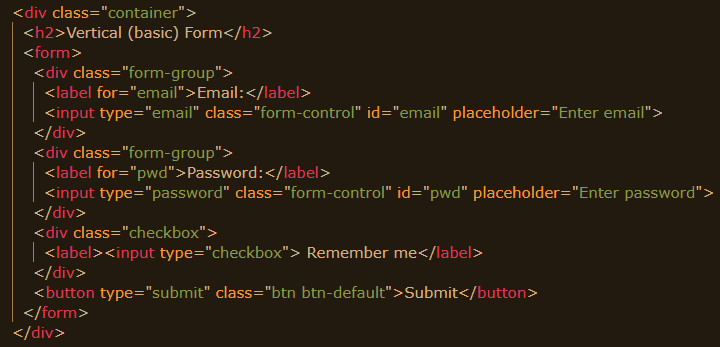 <div class="container">
<h2>Vertical (basic) Form</h2>
<form>
<div class="form-group">
<label for="email">Email:</label>
<input type="email" class="form-control" id="email" placeholder="Enter email">
</div>
<div class="form-group">
<label for="pwd">Password:</label>
<input type="password" class="form-control" id="pwd" placeholder="Enter password">
</div>
<div class="checkbox">
<label><input type="checkbox"> Remember me</label>
</div>
<button type="submit" class="btn btn-default">Submit</button>
</form>
</div>